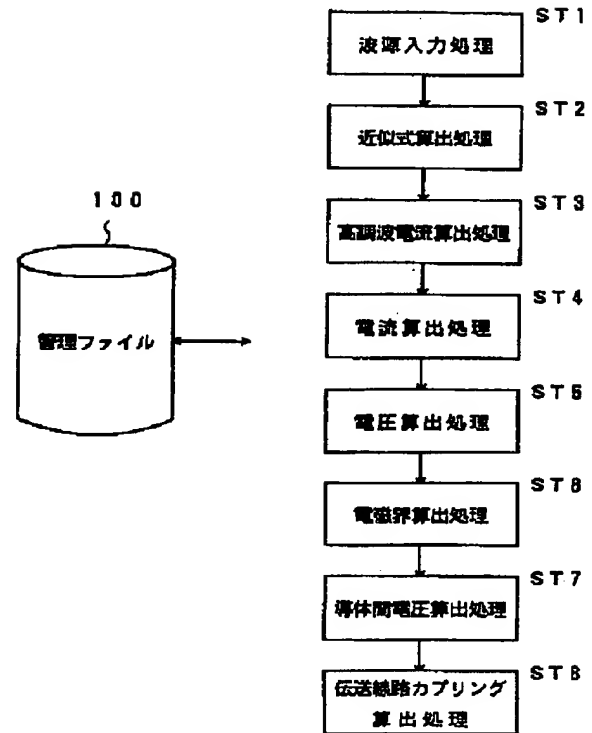 ST1
波源入力処理
ST2
近似式算出処理
ST3
高調波電流算出処理
100
ST4
管理ファイル
電流算出処理
ST5
電圧算出処理
ST6
電磁界算出処理
ST7
導体間電圧算出処理
ST8
伝送線路カプリング
算出処理